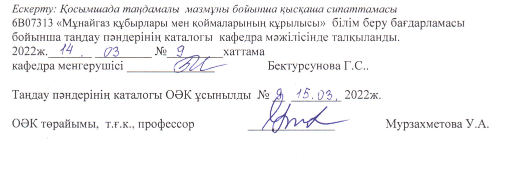 Ескерту: Қосымшада таңдамалы мазмұны бойынша қысқаша сипаттамасы
6В07313 «Мұнайгаз құбырлары мен қоймаларының құрылысы» білім беру бағдарламасы
бойынша таңдау пәндерінің каталогы кафедра мәжілісінде талқыланды.
2022ж. 14. 03 № 9 хаттама
кафедра менгерушісі Бектурсунова Г.С..
Таңдау пәндерінің каталогы ОӘК ұсынылды № 9 15.03. 2022ж.
ОӘК төрайымы, т.ғ.к., профессор Мурзахметова У.А.